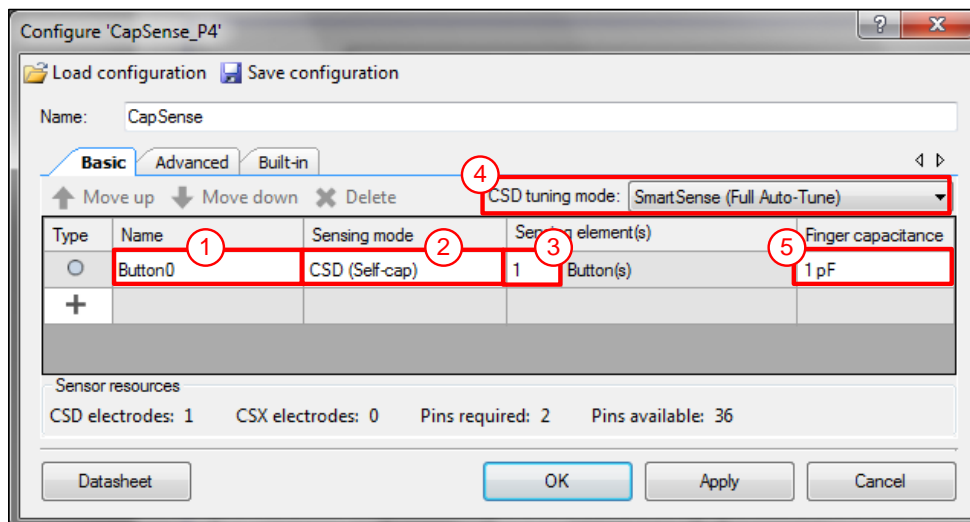 Configure 'CapSense_P4'
Load configuration Save configuration
Name: CapSense
Basic Advanced Built-in
4
Move up Move down Delete CSD tuning mode: SmartSense (Full Auto-Tune)
Type Name Sensing mode Sensing element(s) Finger capacitance
1 2 3 5
Button0 CSD (Self-cap) 1 Button(s) 1 pF
Sensor resources
CSD electrodes: 1 CSX electrodes: 0 Pins required: 2 Pins available: 36
Datasheet OK Apply Cancel